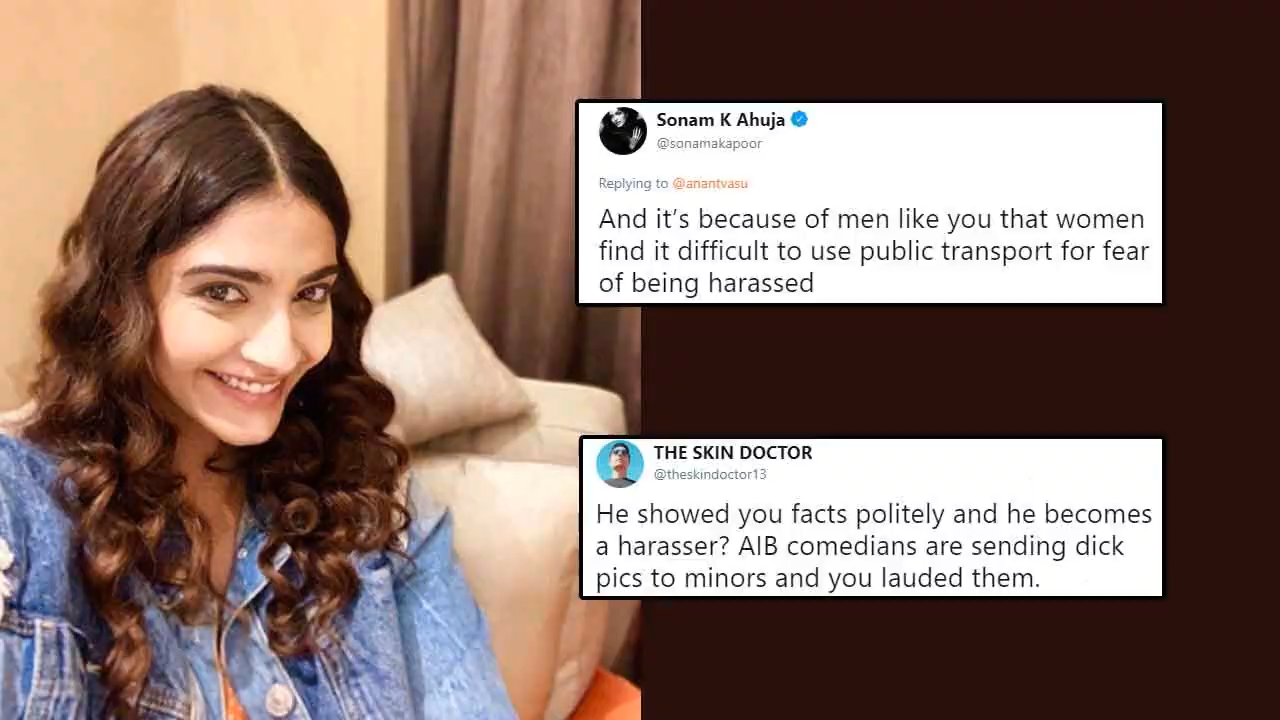 Sonam K Ahuja
@sonamakapoor
Replying to @anantvasu
And it’s because of men like you that women
find it difficult to use public transport for fear
of being harassed
THE SKIN DOCTOR
@theskindoctor13
He showed you facts politely and he becomes
a harasser? AIB comedians are sending dick
pics to minors and you lauded them.